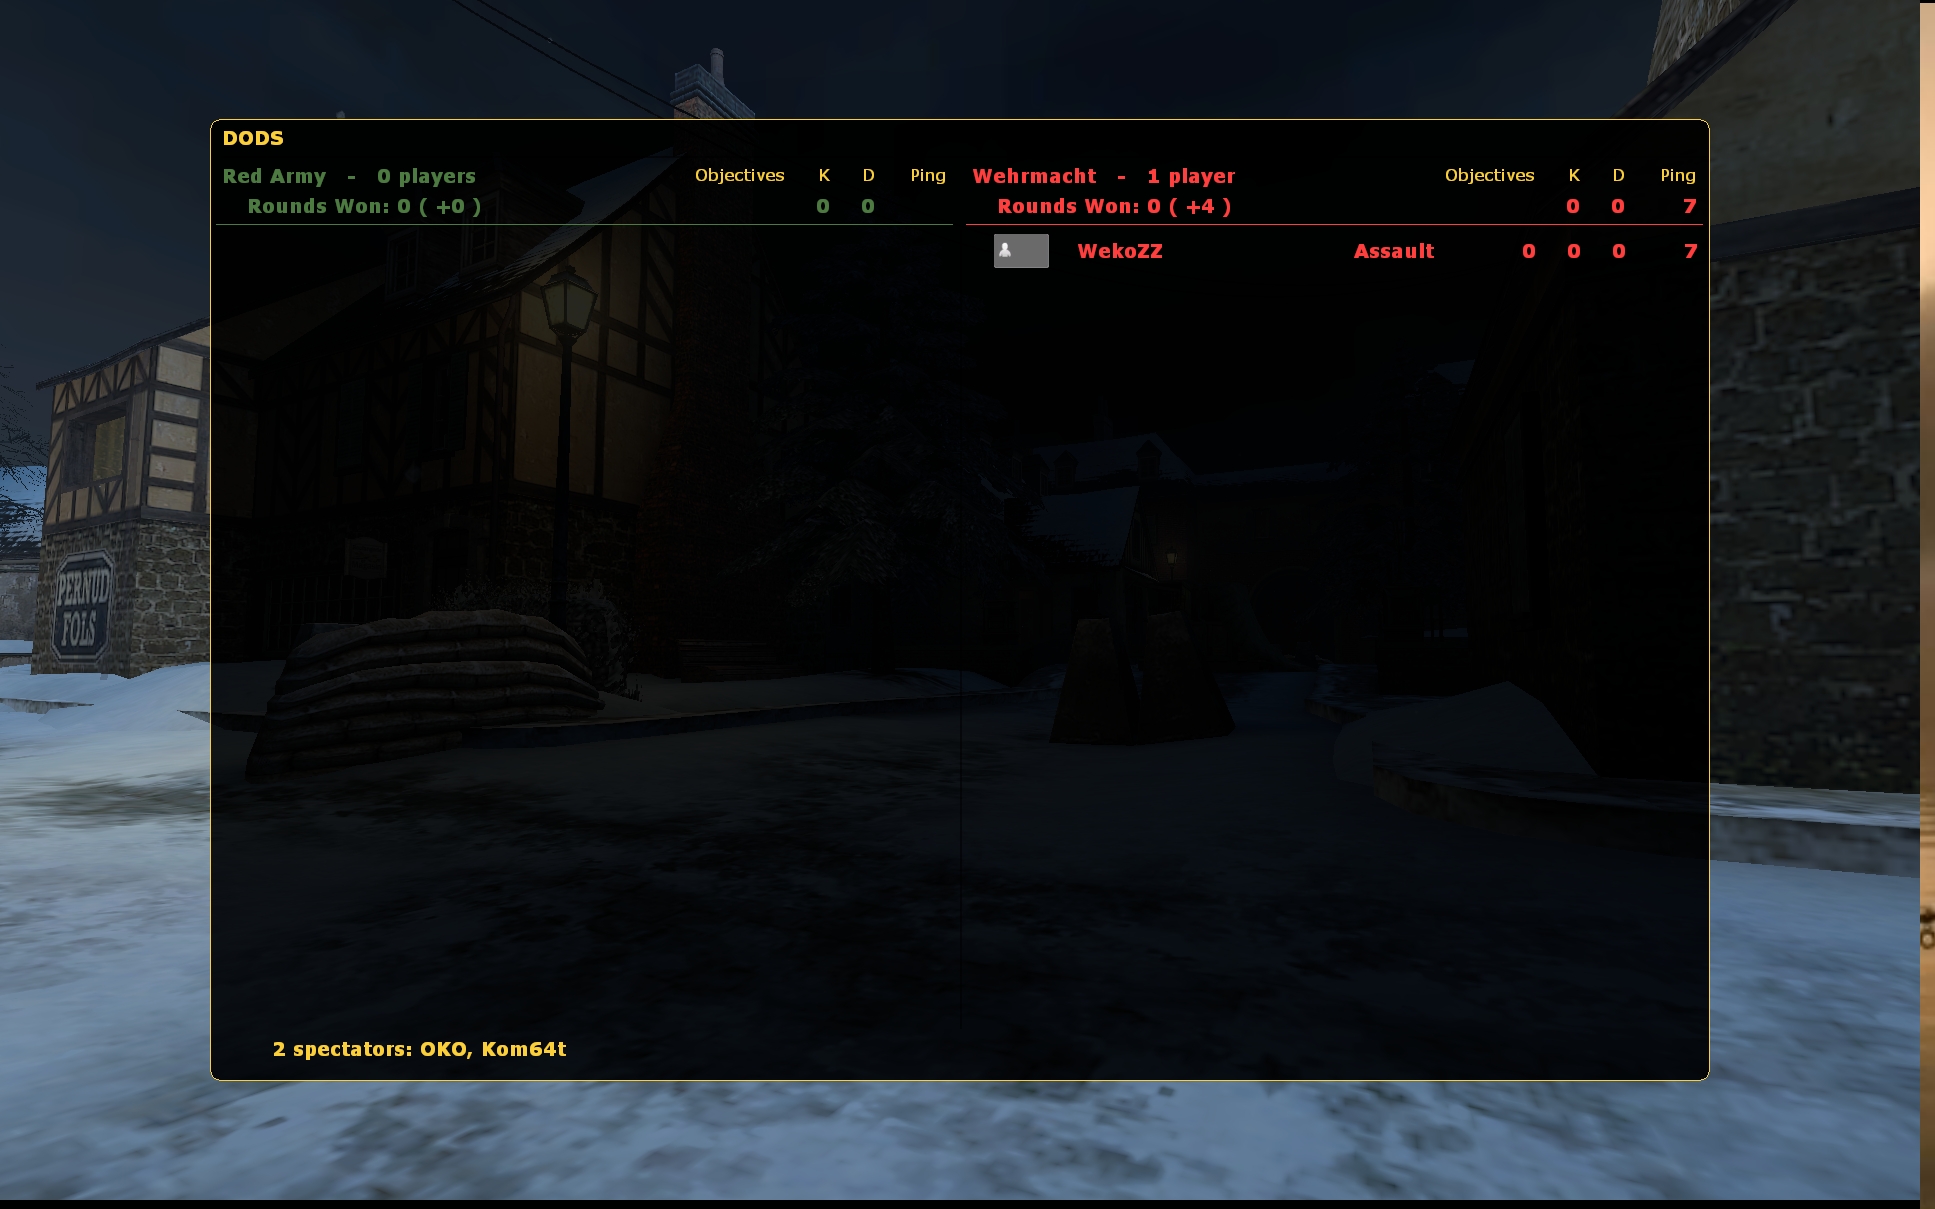 DODS
Red Army - 0 players Objectives K D Ping
Rounds Won: 0 ( +0 ) 0 0
Wehrmacht - 1 player Objectives K D Ping
Rounds Won: 0 ( +4 ) 0 0 7
WekoZZ Assault 0 0 0 7
PERNUD
FOLS
2 spectators: OKO, Kom64t